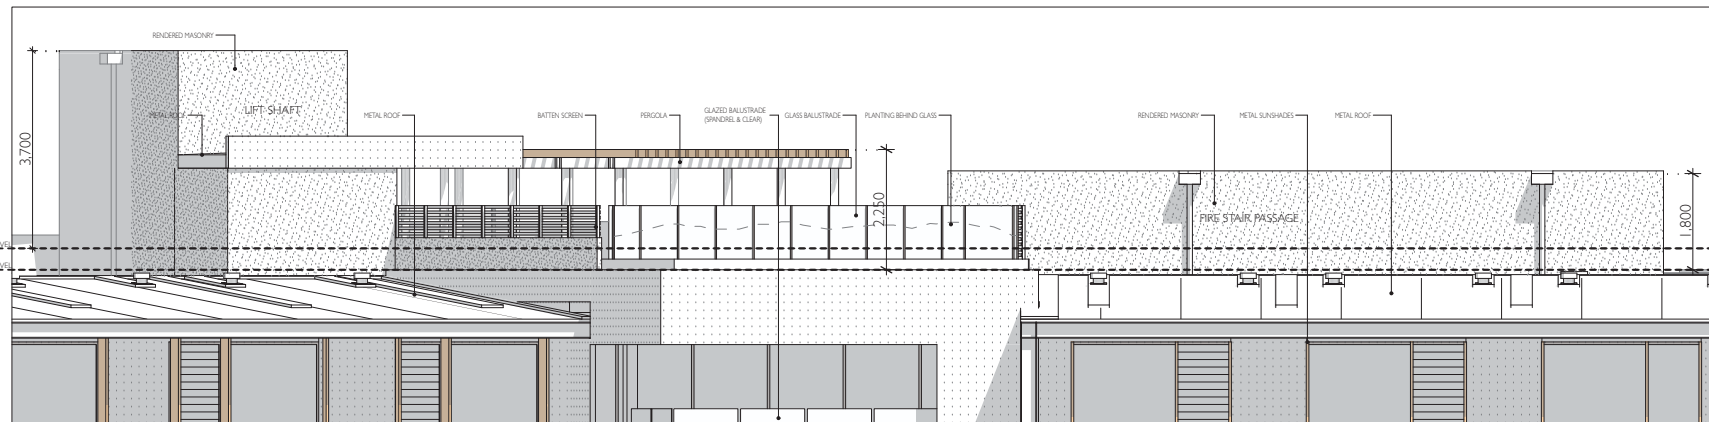 RENDERED MASONRY
LIFT SHAFT
METAL ROOF
METAL ROOF
BATTEN SCREEN
PERGOLA
GLAZED BALUSTRADE
(SPANDREL & CLEAR)
GLASS BALUSTRADE
PLANTING BEHIND GLASS
RENDERED MASONRY
METAL SUNSHADES
METAL ROOF
3,700
2,250
FIRE STAIR PASSAGE
1,800